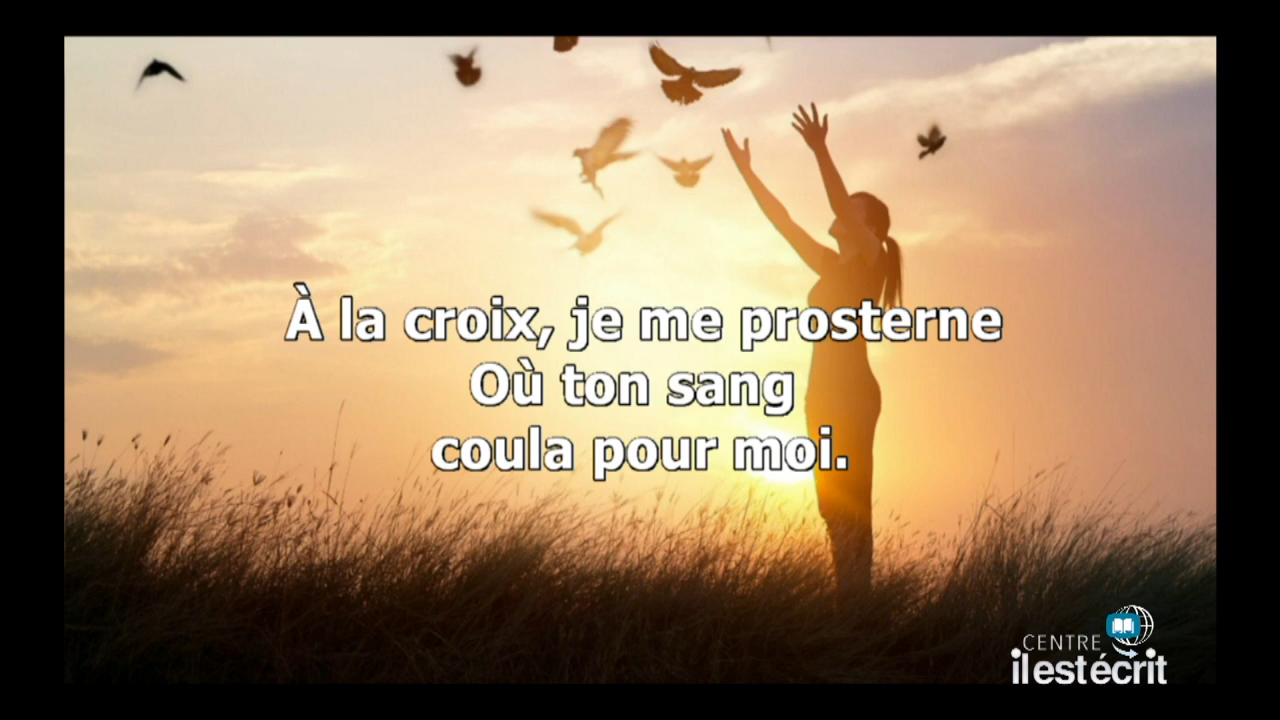 À la croix, je me prosterne
Où ton sang
coula pour moi.
CENTRE
ilestécrit